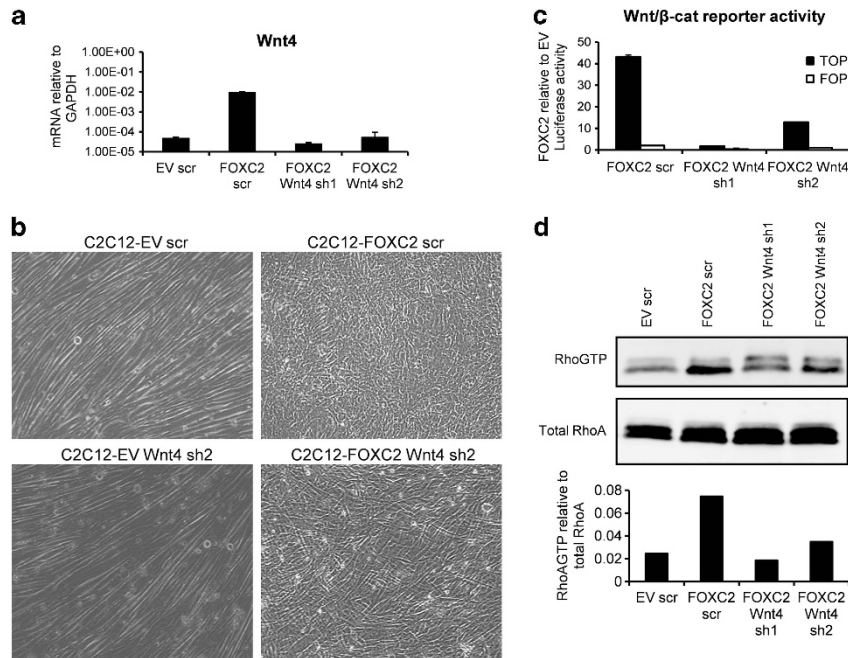 a
Wnt4
mRNA relative to
GAPDH
1.00E+00
1.00E-01
1.00E-02
1.00E-03
1.00E-04
1.00E-05
EV scr
FOXC2
scr
FOXC2
Wnt4 sh1
FOXC2
Wnt4 sh2
b
C2C12-EV scr
C2C12-FOXC2 scr
C2C12-EV Wnt4 sh2
C2C12-FOXC2 Wnt4 sh2
c
Wnt/β-cat reporter activity
FOXC2 relative to EV
Luciferase activity
50
40
30
20
10
0
TOP
FOP
FOXC2 scr
FOXC2 Wnt4
sh1
FOXC2 Wnt4
sh2
d
EV scr
FOXC2 scr
FOXC2 Wnt4 sh1
FOXC2 Wnt4 sh2
RhoGTP
Total RhoA
RhoAGTP relative to
total RhoA
0.08
0.06
0.04
0.02
0
EV scr
FOXC2
scr
FOXC2
Wnt4
sh1
FOXC2
Wnt4
sh2